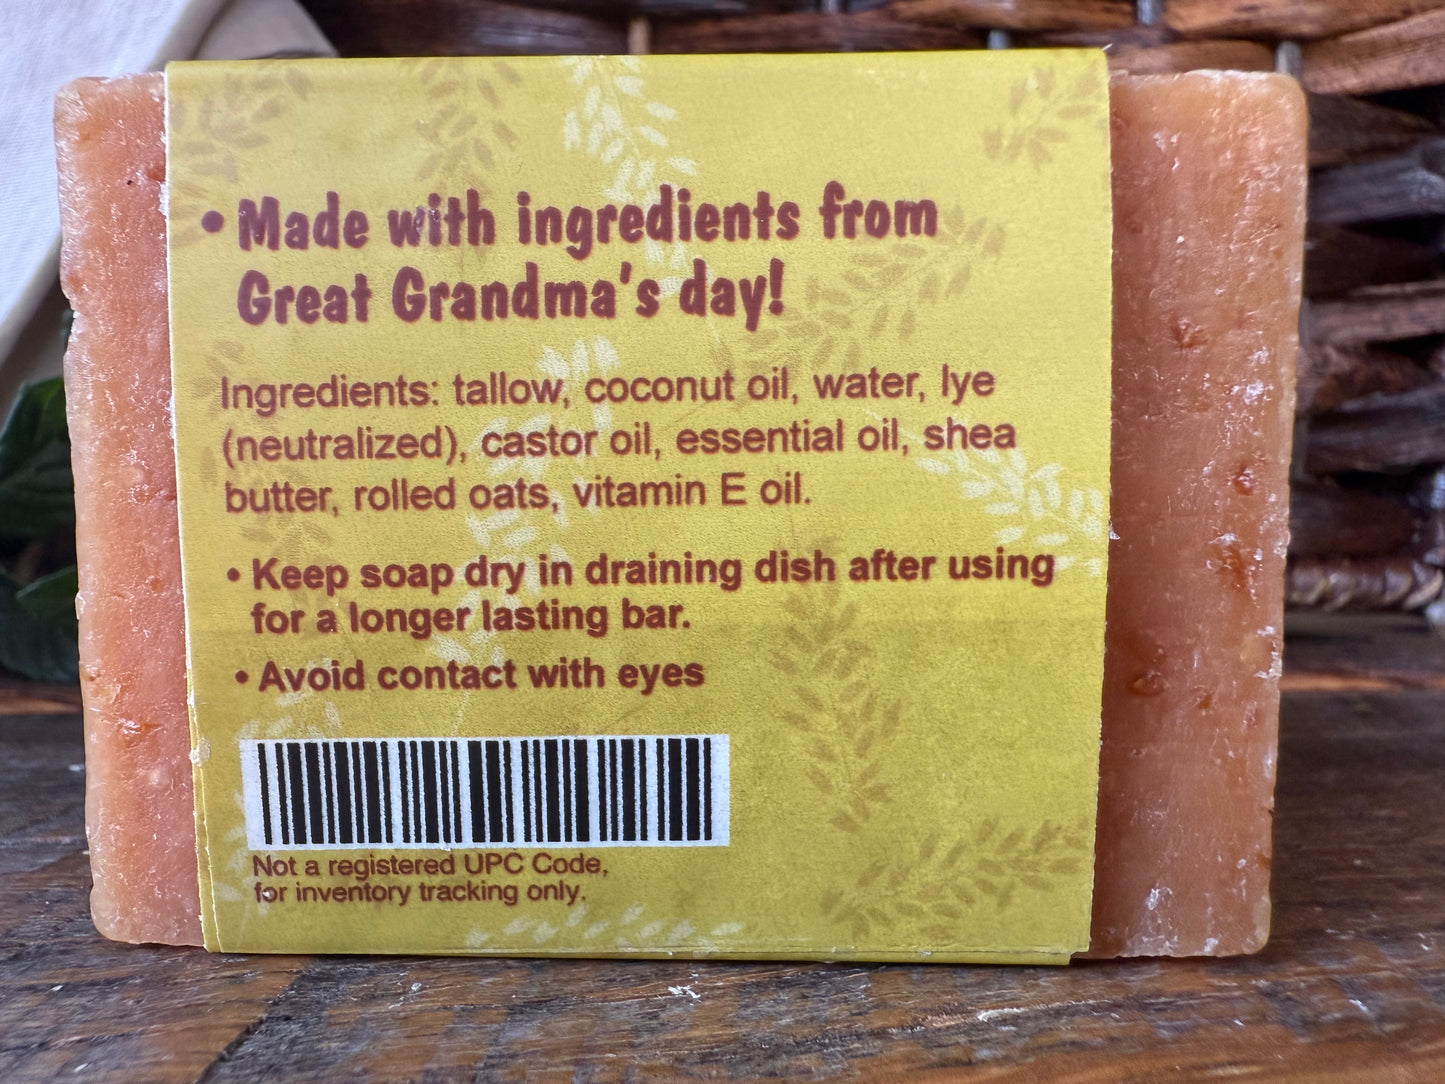 • Made with ingredients from
Great Grandma's day!
Ingredients: tallow, coconut oil, water, lye
(neutralized), castor oil, essential oil, shea
butter, rolled oats, vitamin E oil.
• Keep soap dry in draining dish after using
for a longer lasting bar.
• Avoid contact with eyes
Not a registered UPC Code,
for inventory tracking only.